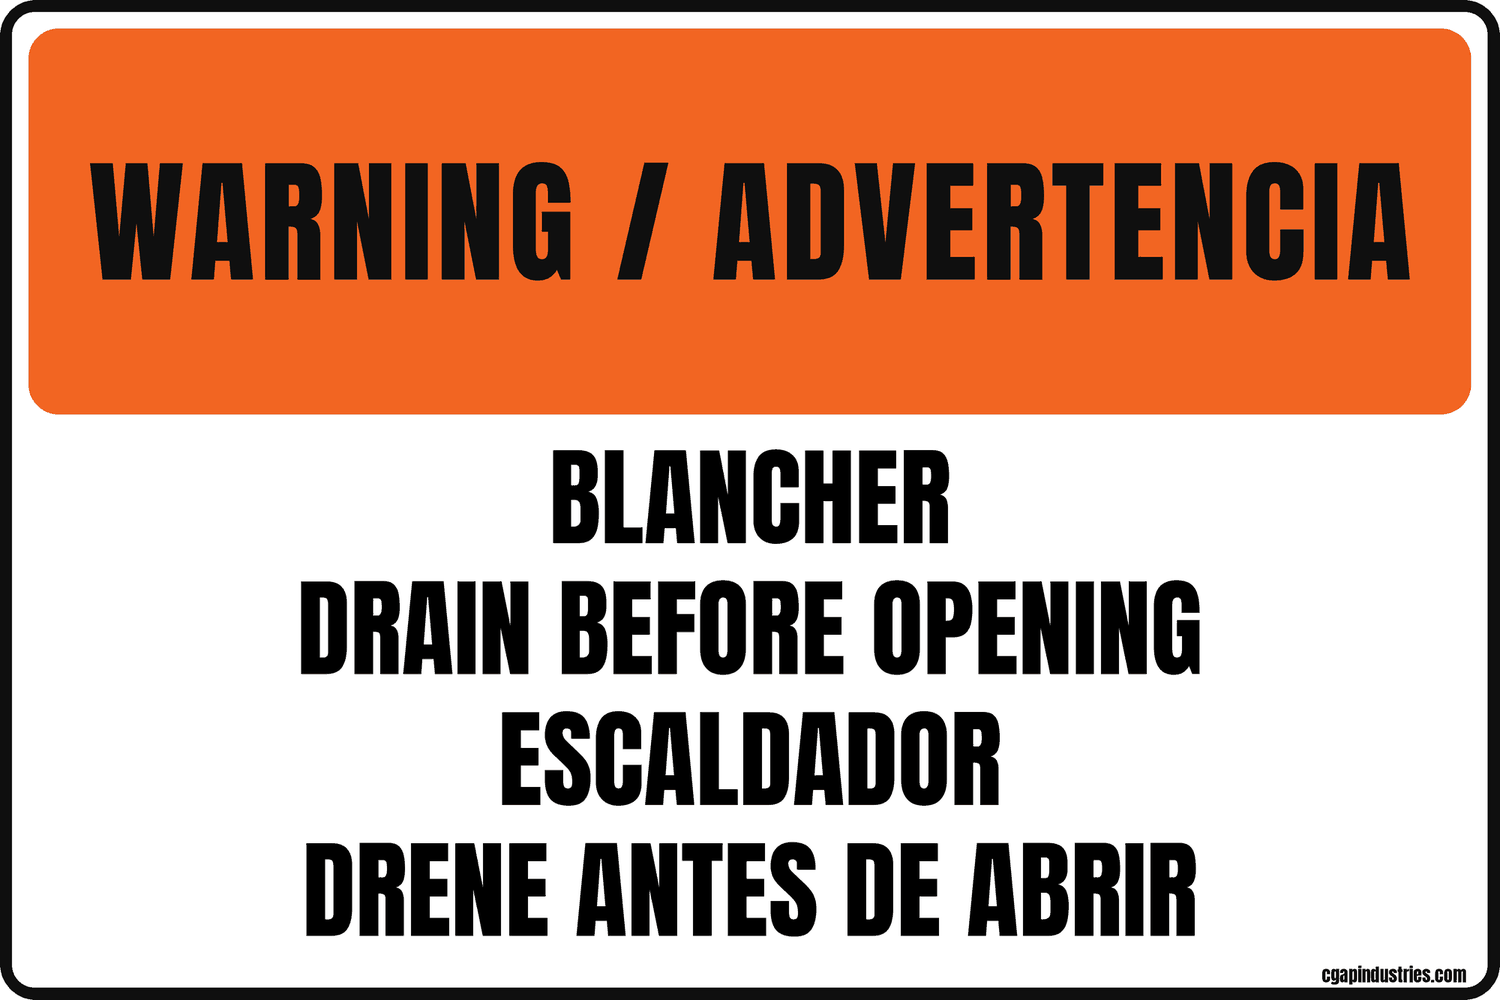 WARNING / ADVERTENCIA
BLANCHER
DRAIN BEFORE OPENING
ESCALDADOR
DRENE ANTES DE ABRIR
cgapindustries.com